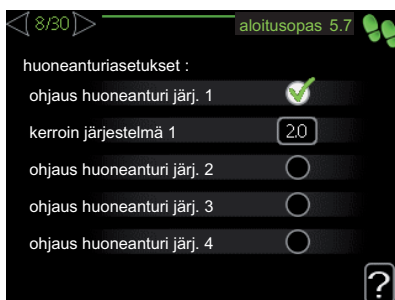 8/30
aloitusopas 5.7
huoneanturiasetukset :
ohjaus huoneanturi järj. 1
kerroin järjestelmä 1 2.0
ohjaus huoneanturi järj. 2
ohjaus huoneanturi järj. 3
ohjaus huoneanturi järj. 4
?